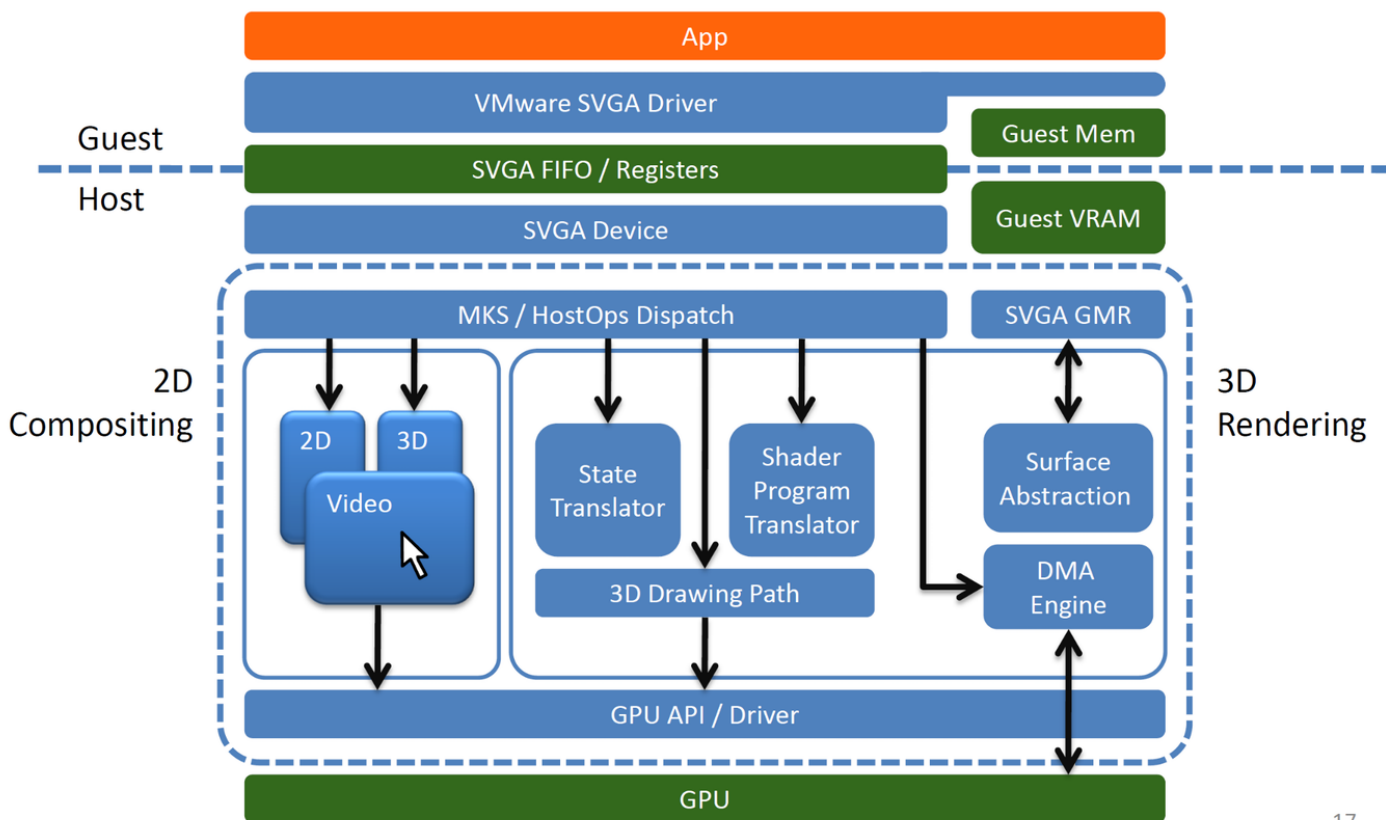 App
VMware SVGA Driver
Guest
Guest Mem
SVGA FIFO / Registers
Host
Guest VRAM
SVGA Device
MKS / HostOps Dispatch
SVGA GMR
2D
Compositing
3D
Rendering
2D
3D
Video
State
Translator
Shader
Program
Translator
Surface
Abstraction
3D Drawing Path
DMA
Engine
GPU API / Driver
GPU
17